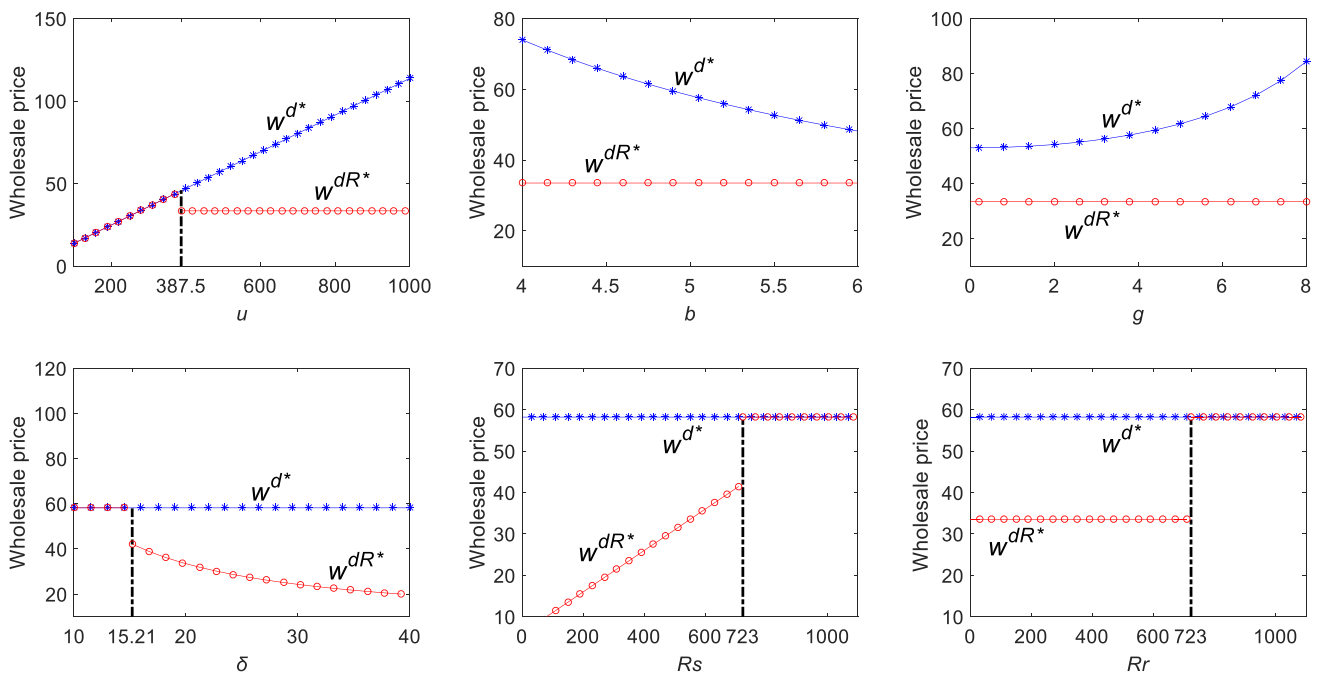 150
100
50
0
Wholesale price
w^{d*}
w^{dR*}
200 387.5 600 800 1000
u
80
60
40
20
Wholesale price
w^{d*}
w^{dR*}
4 4.5 5 5.5 6
b
100
80
60
40
20
Wholesale price
w^{d*}
w^{dR*}
0 2 4 6 8
g
120
100
80
60
40
20
Wholesale price
w^{d*}
w^{dR*}
10 15.21 20 30 40
δ
70
60
50
40
30
20
10
Wholesale price
w^{d*}
w^{dR*}
0 200 400 600 723 1000
Rs
70
60
50
40
30
20
10
Wholesale price
w^{d*}
w^{dR*}
0 200 400 600 723 1000
Rr